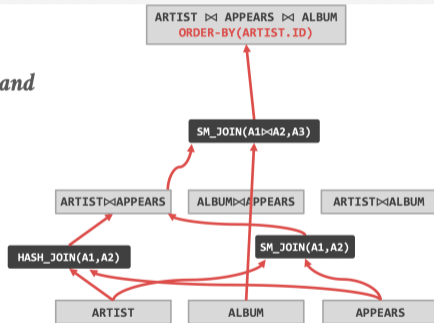 ARTIST ⋈ APPEARS ⋈ ALBUM
ORDER-BY(ARTIST.ID)
and
SM_JOIN(A1⋈A2,A3)
ARTIST⋈APPEARS
ALBUM⋈APPEARS
ARTIST⋈ALBUM
HASH_JOIN(A1,A2)
SM_JOIN(A1,A2)
ARTIST
ALBUM
APPEARS